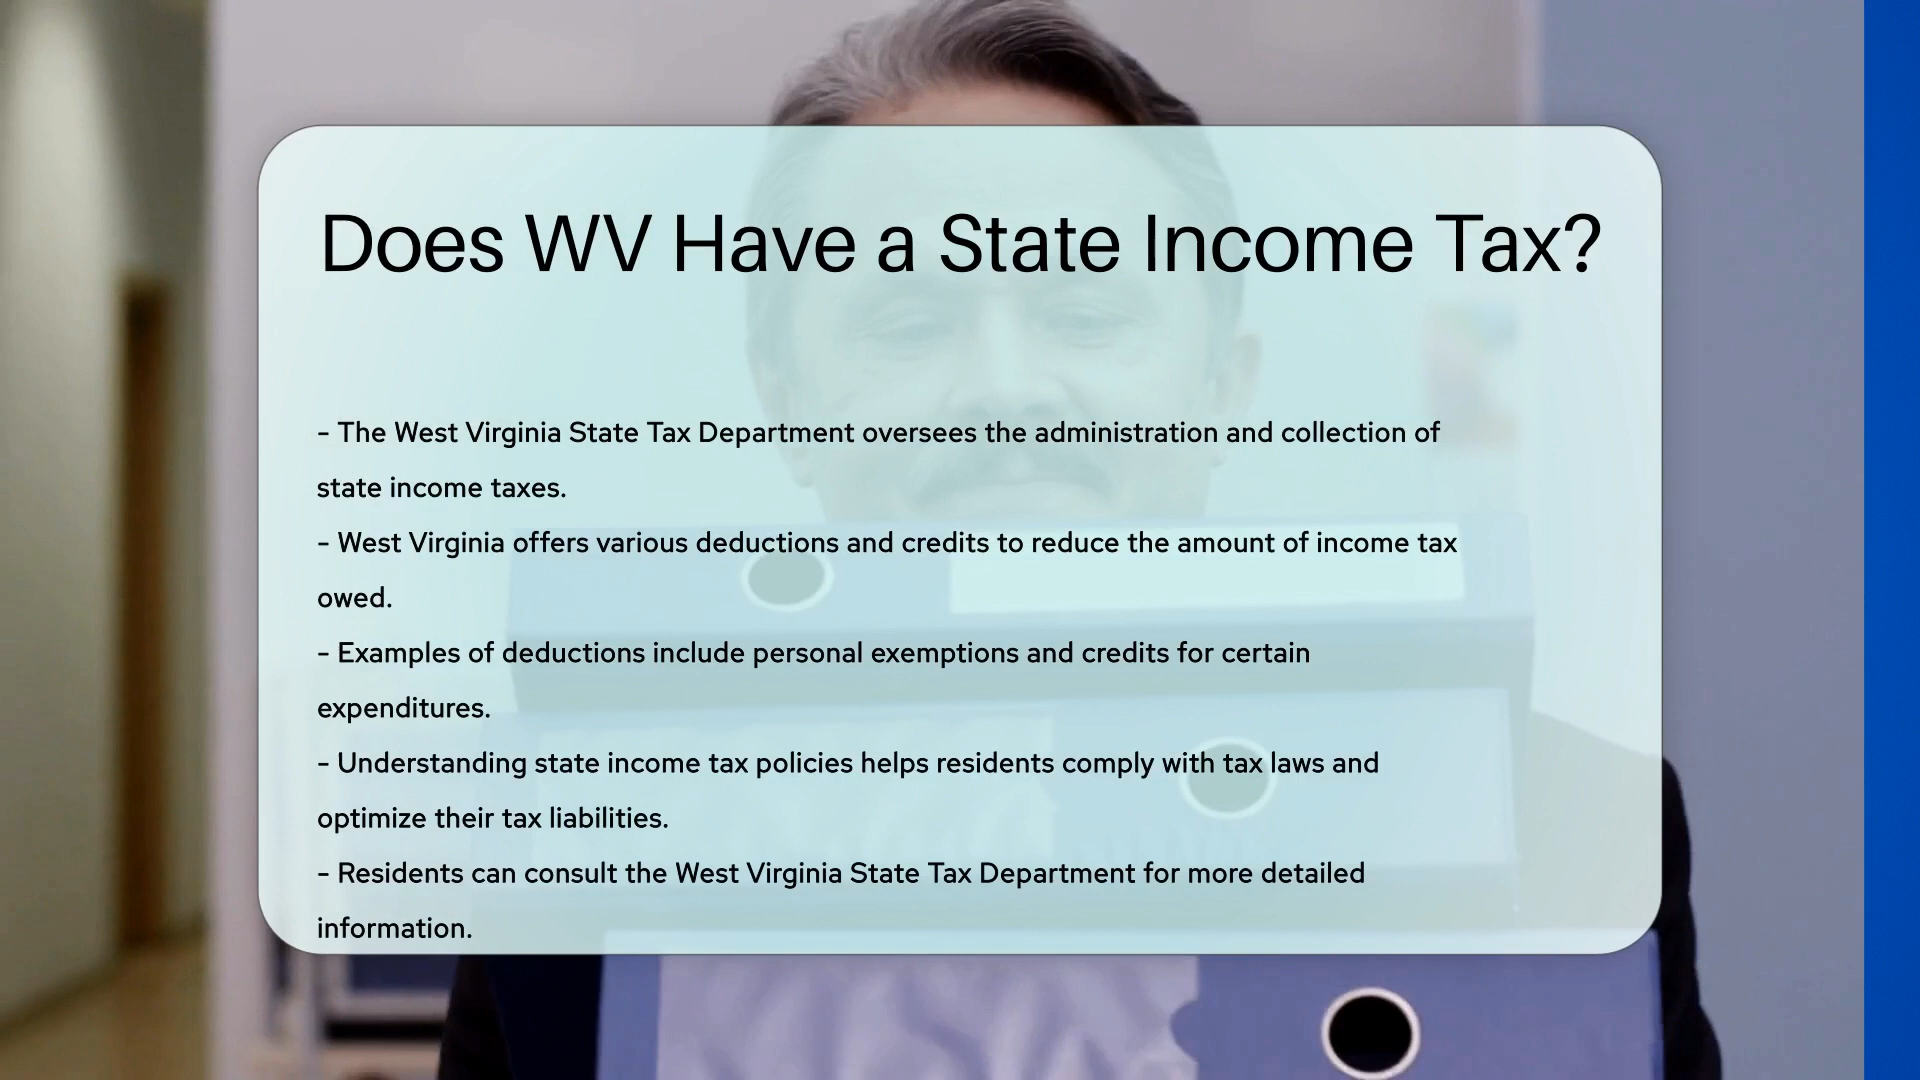 Does WV Have a State Income Tax?
- The West Virginia State Tax Department oversees the administration and collection of
state income taxes.
- West Virginia offers various deductions and credits to reduce the amount of income tax
owed.
- Examples of deductions include personal exemptions and credits for certain
expenditures.
- Understanding state income tax policies helps residents comply with tax laws and
optimize their tax liabilities.
- Residents can consult the West Virginia State Tax Department for more detailed
information.